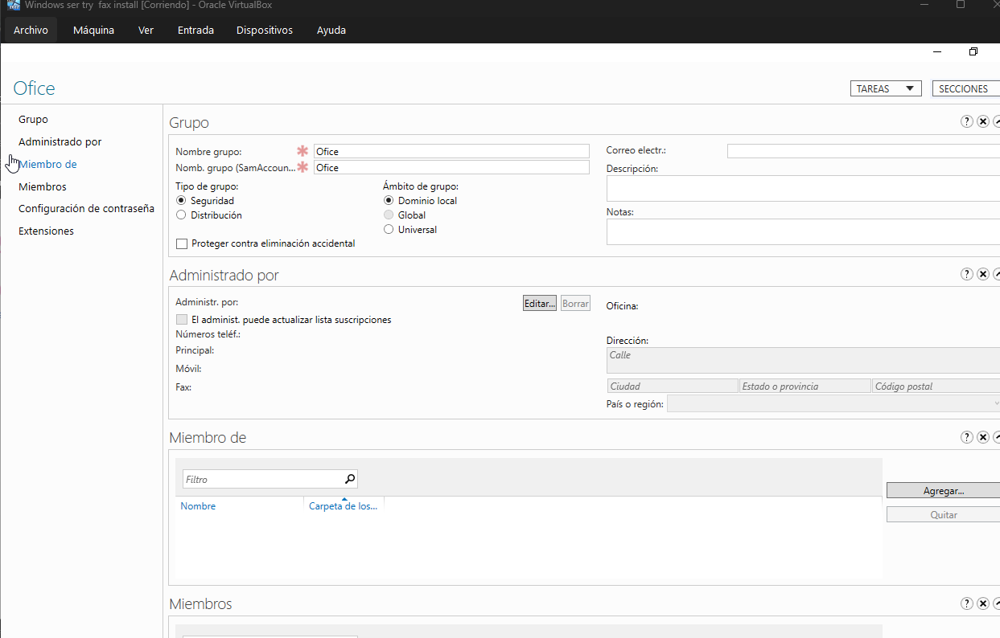 Windows ser try fax install [Corriendo] - Oracle VirtualBox
Archivo Máquina Ver Entrada Dispositivos Ayuda
Ofice
TAREAS
SECCIONES
Grupo
Administrado por
Miembro de
Miembros
Configuración de contraseña
Extensiones
Grupo
?
Nombre grupo:
Ofice
Nomb. grupo (SamAccoun...
Ofice
Tipo de grupo:
Seguridad
Distribución
Ámbito de grupo:
Dominio local
Global
Universal
Proteger contra eliminación accidental
Correo electr.:
Descripción:
Notas:
Administrado por
?
Administr. por:
Editar...
Borrar
El administ. puede actualizar lista suscripciones
Números teléf.:
Principal:
Móvil:
Fax:
Oficina:
Dirección:
Calle
Ciudad
Estado o provincia
Código postal
País o región:
Miembro de
?
Filtro
Nombre
Carpeta de los...
Agregar...
Quitar
Miembros
?